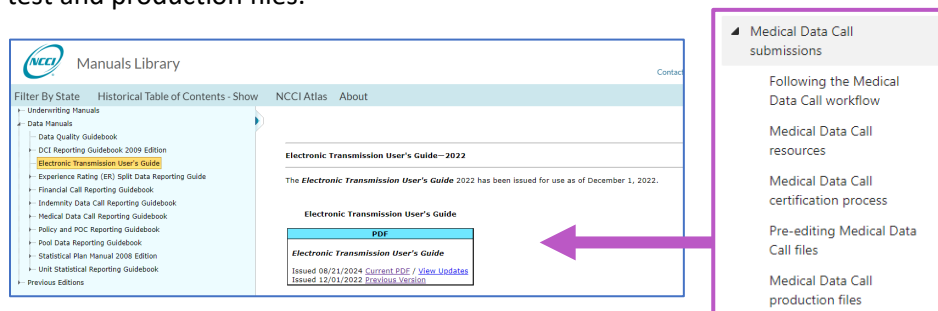 test and production files.
NCCI
Manuals Library
Contact
Filter By State Historical Table of Contents - Show NCCI Atlas About
Underwriting Manuals
Data Manuals
Data Quality Guidebook
DCI Reporting Guidebook 2009 Edition
Electronic Transmission User's Guide
Experience Rating (ER) Split Data Reporting Guide
Financial Call Reporting Guidebook
Indemnity Data Call Reporting Guidebook
Medical Data Call Reporting Guidebook
Policy and POC Reporting Guidebook
Pool Data Reporting Guidebook
Statistical Plan Manual 2008 Edition
Unit Statistical Reporting Guidebook
Previous Editions
Electronic Transmission User's Guide—2022
The Electronic Transmission User's Guide 2022 has been issued for use as of December 1, 2022.
Electronic Transmission User's Guide
PDF
Electronic Transmission User's Guide
Issued 08/21/2024 Current PDF / View Updates
Issued 12/01/2022 Previous Version
Medical Data Call
submissions
Following the Medical
Data Call workflow
Medical Data Call
resources
Medical Data Call
certification process
Pre-editing Medical Data
Call files
Medical Data Call
production files